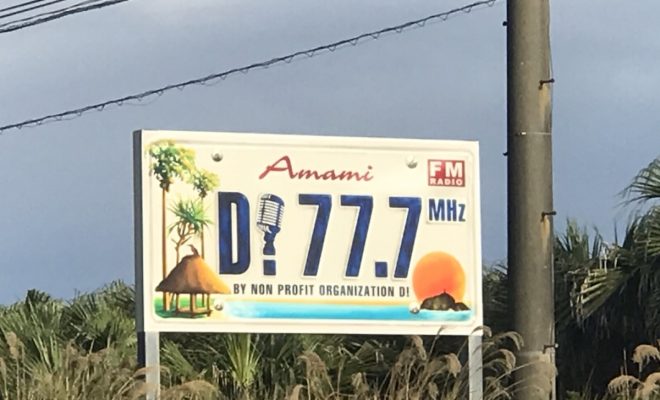 Amami
FM
RADIO
D! 77.7 MHz
BY NON PROFIT ORGANIZATION D!